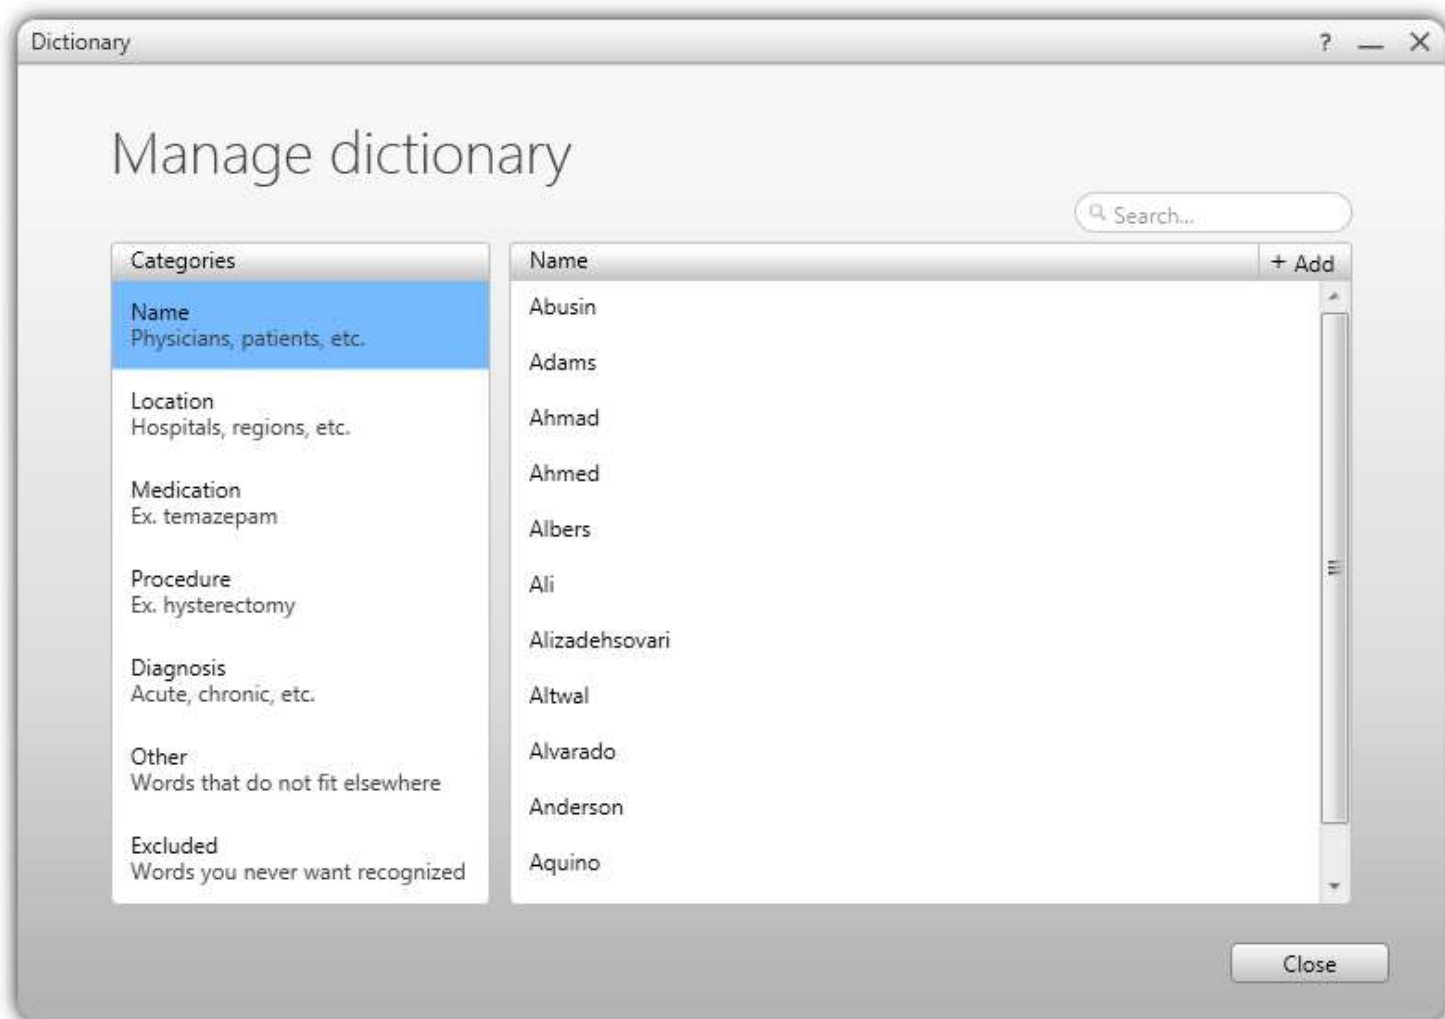 Dictionary
?
Manage dictionary
Search...
Categories
Name
Physicians, patients, etc.
Location
Hospitals, regions, etc.
Medication
Ex. temazepam
Procedure
Ex. hysterectomy
Diagnosis
Acute, chronic, etc.
Other
Words that do not fit elsewhere
Excluded
Words you never want recognized
Name
+ Add
Abusin
Adams
Ahmad
Ahmed
Albers
Ali
Alizadehsovari
Altwal
Alvarado
Anderson
Aquino
Close